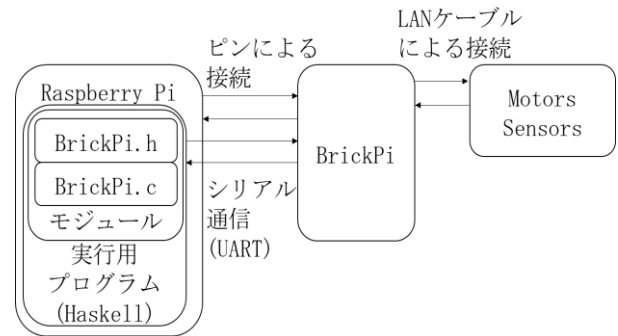 LANケーブル
による接続
ピンによる
接続
Raspberry Pi
BrickPi.h
BrickPi.c
モジュール
実行用
プログラム
(Haskell)
シリアル
通信
(UART)
BrickPi
Motors
Sensors